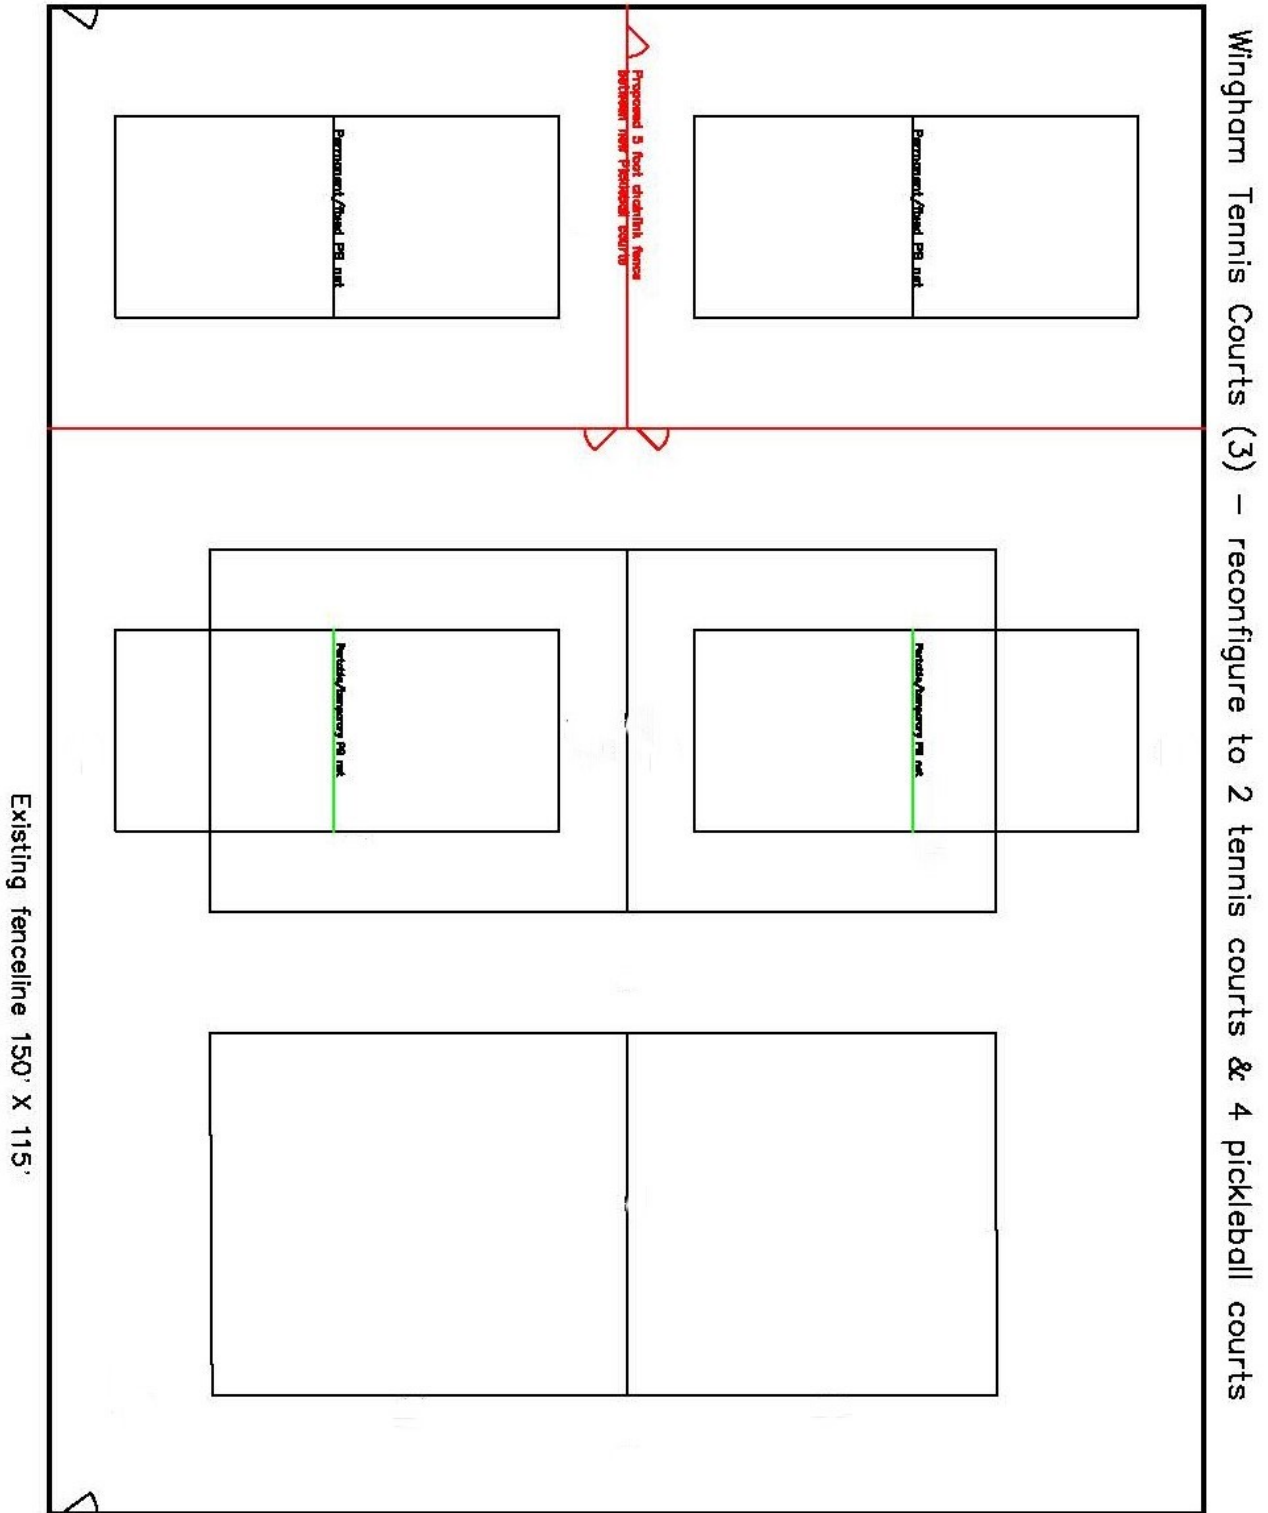 Wingham Tennis Courts (3) – reconfigure to 2 tennis courts & 4 pickleball courts
Permanent/fixed PB net
Proposed 5 foot chainlink fence
between new Pickleball courts
Permanent/fixed PB net
Portable/temporary PB net
Portable/temporary PB net
Existing fenceline 150' X 115'